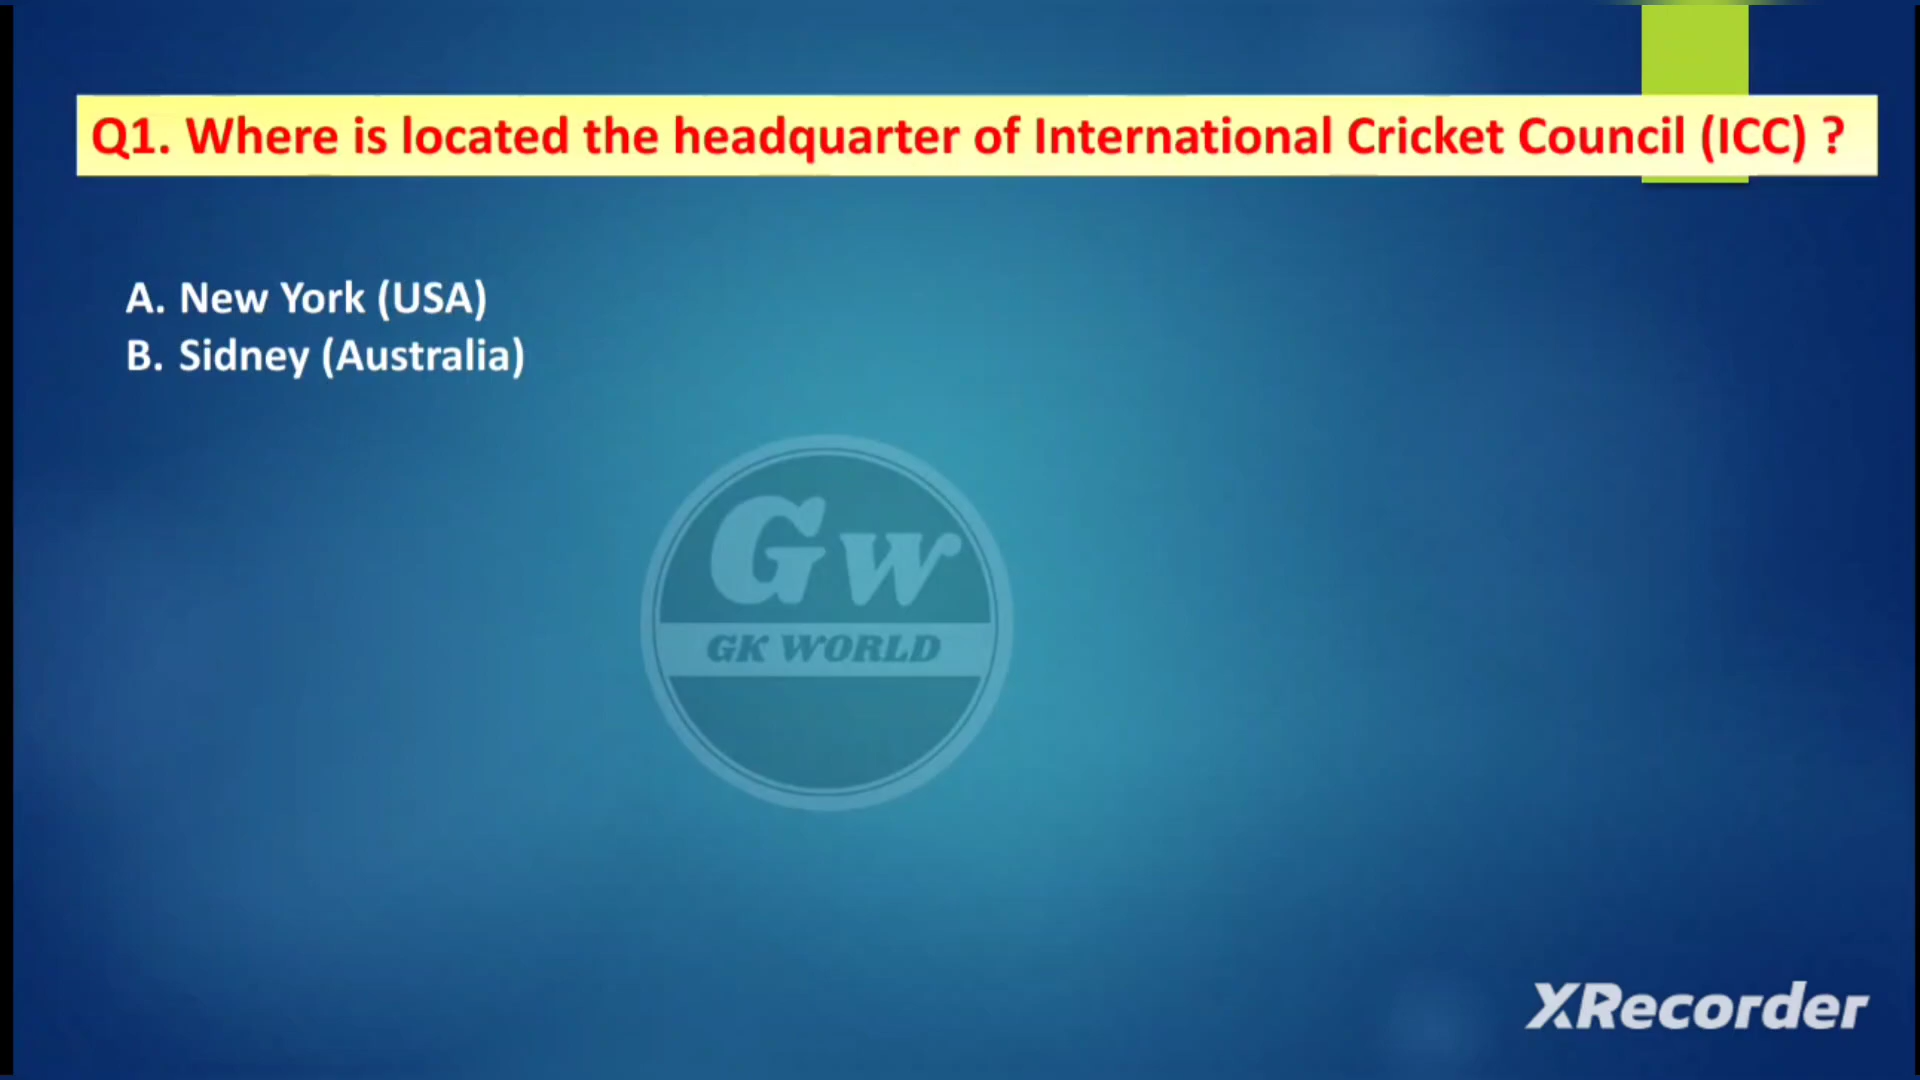 Q1. Where is located the headquarter of International Cricket Council (ICC) ?
A. New York (USA)
B. Sidney (Australia)
Gw
GK WORLD
XRecorder